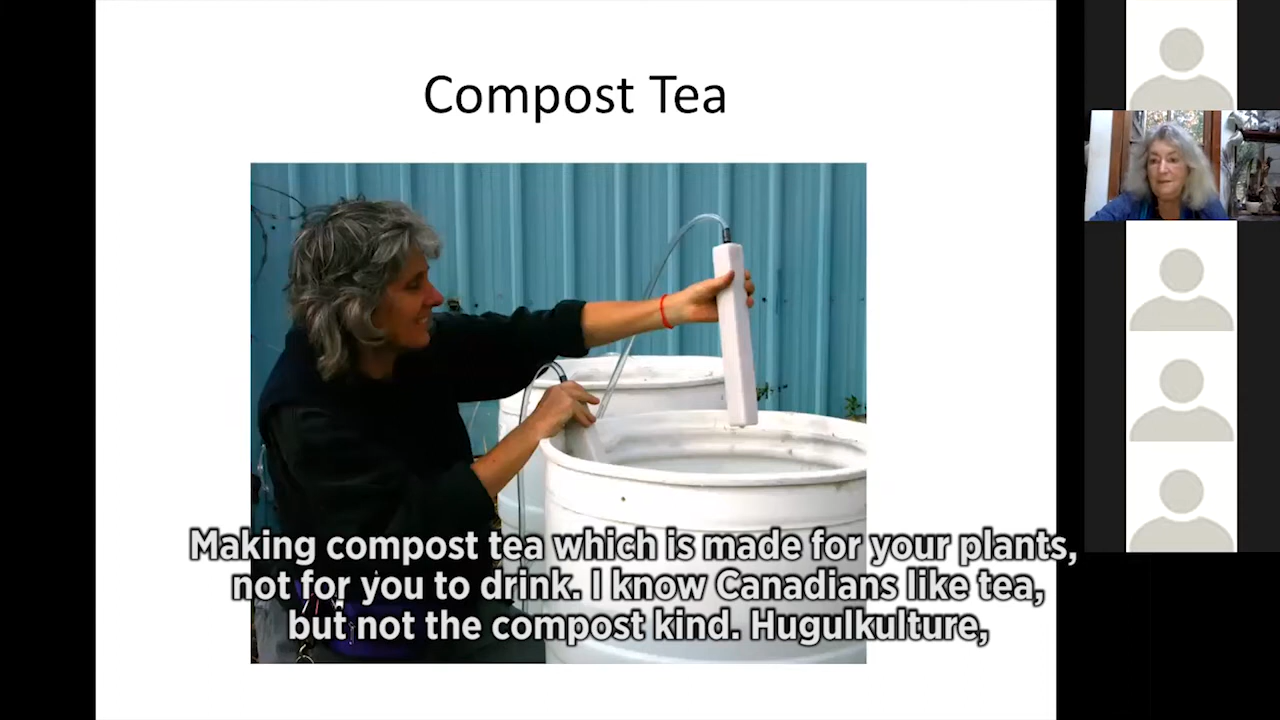 Compost Tea
Making compost tea which is made for your plants,
not for you to drink. I know Canadians like tea,
but not the compost kind. Hugulkulture,